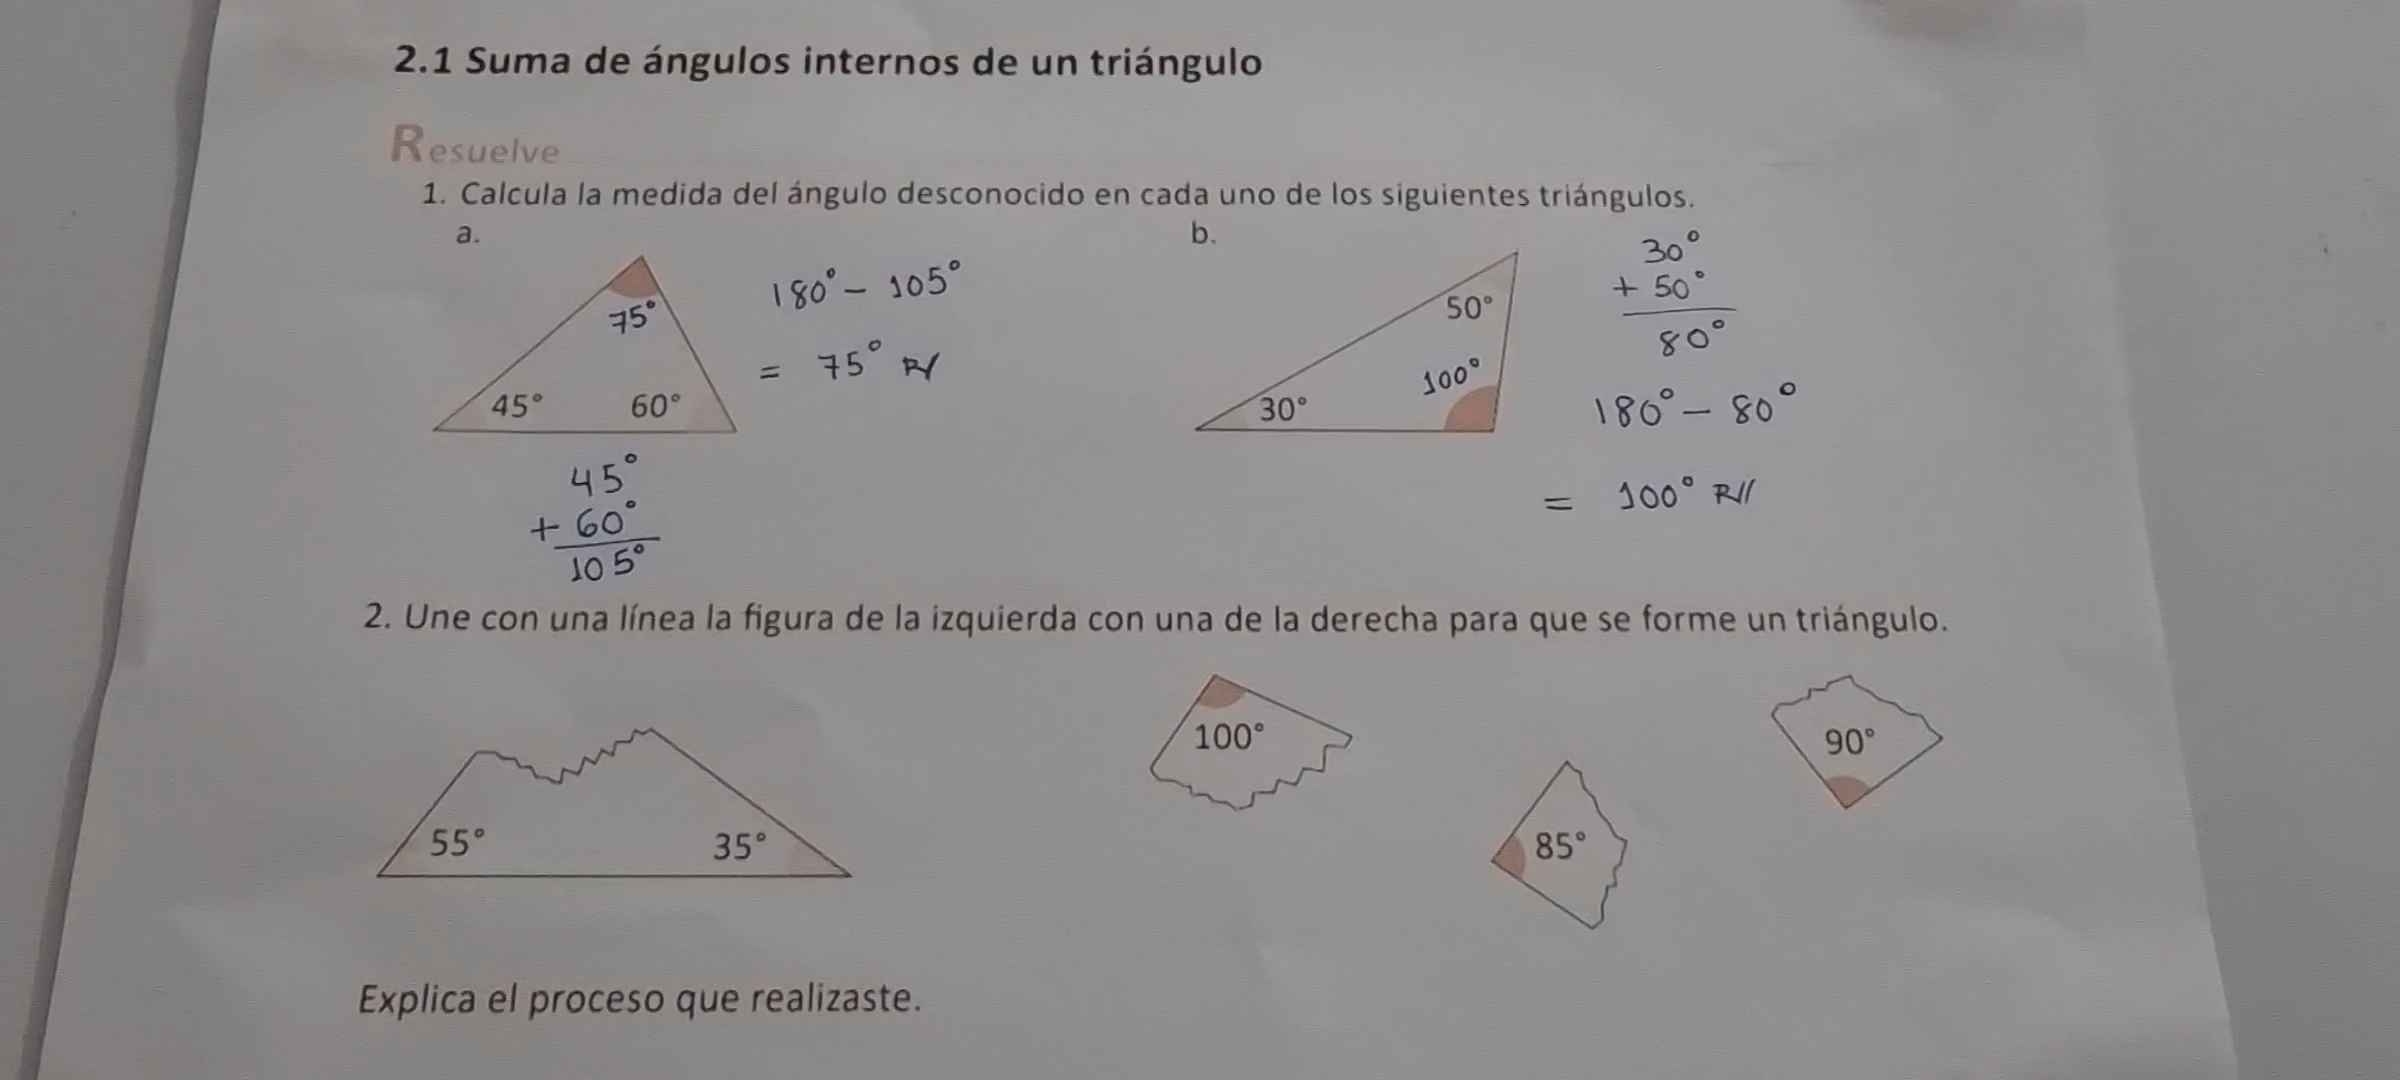 2.1 Suma de ángulos internos de un triángulo
Resuelve
1. Calcula la medida del ángulo desconocido en cada uno de los siguientes triángulos.
a.
75°
45°
60°
180° - 105°
= 75° R/
45°
+ 60°
105°
b.
50°
100°
30°
30°
+ 50°
80°
180° - 80°
= 100° R//
2. Une con una línea la figura de la izquierda con una de la derecha para que se forme un triángulo.
55°
35°
100°
85°
90°
Explica el proceso que realizaste.